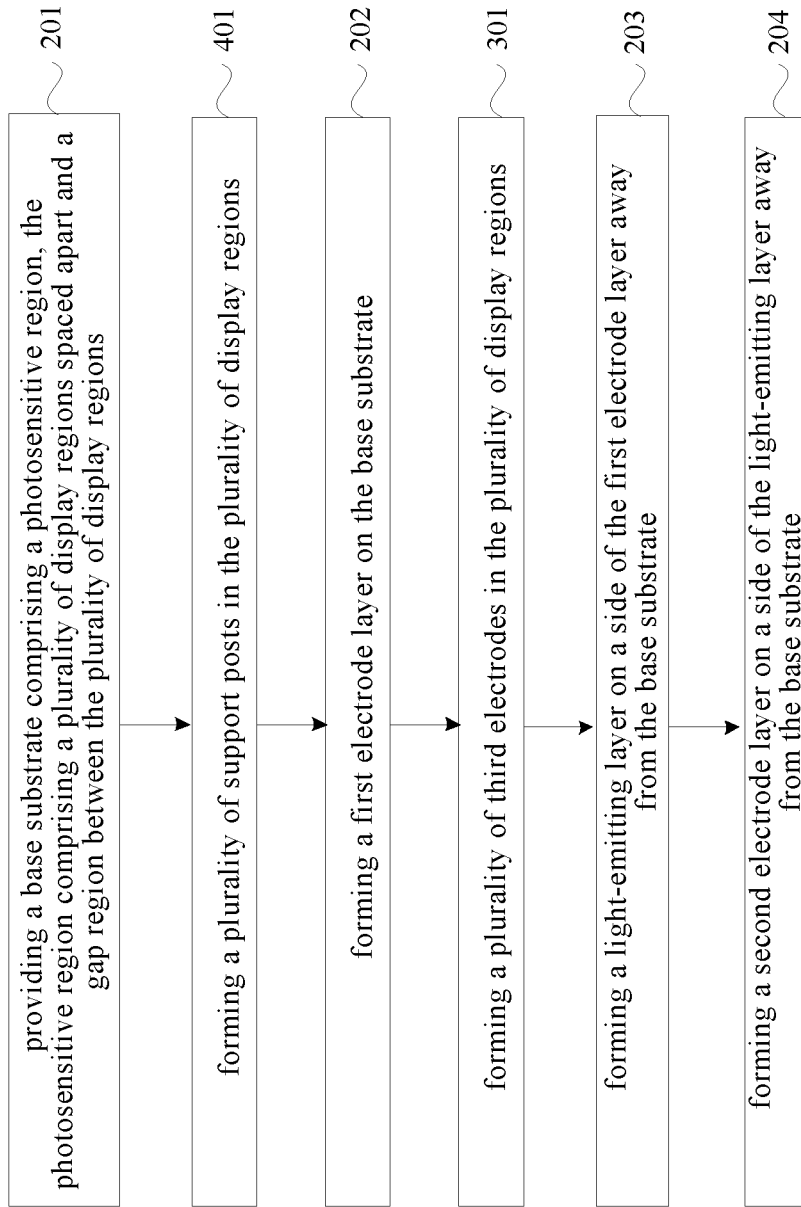 providing a base substrate comprising a photosensitive region, the
photosensitive region comprising a plurality of display regions spaced apart and a
gap region between the plurality of display regions
201
forming a plurality of support posts in the plurality of display regions
401
forming a first electrode layer on the base substrate
202
forming a plurality of third electrodes in the plurality of display regions
301
forming a light-emitting layer on a side of the first electrode layer away
from the base substrate
203
forming a second electrode layer on a side of the light-emitting layer away
from the base substrate
204